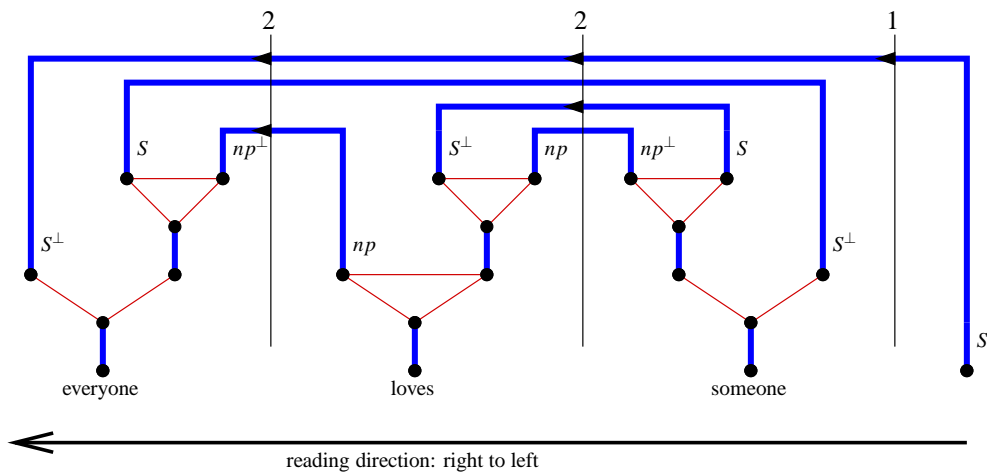 2 2 1
S np⊥ S⊥ np np⊥ S
S⊥ np S⊥
S
everyone loves someone
reading direction: right to left